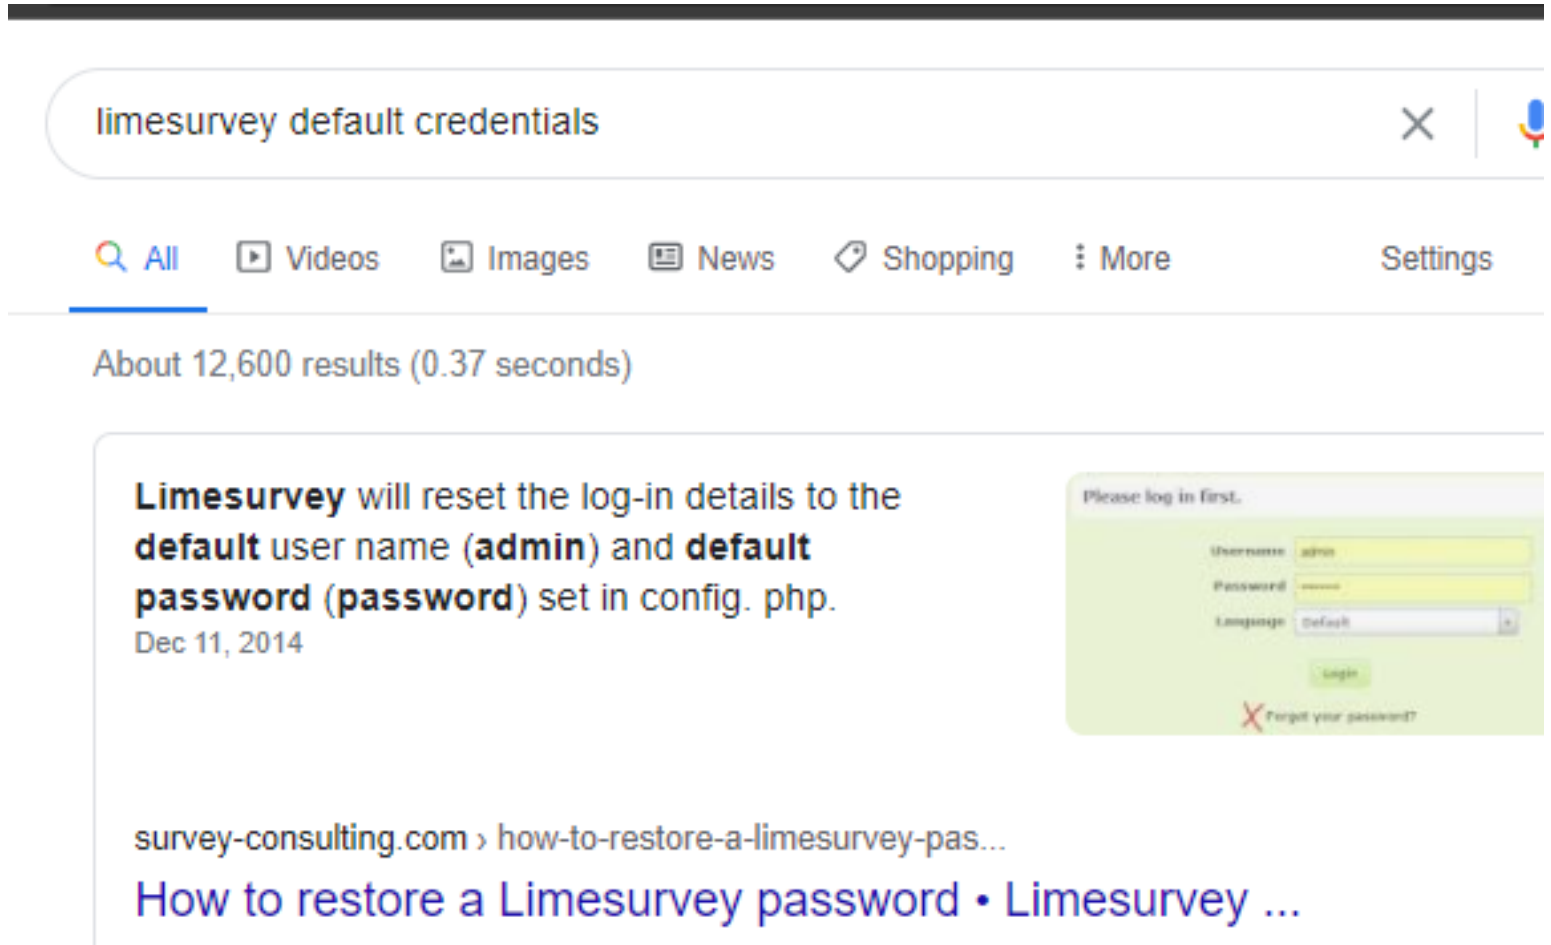 limesurvey default credentials
All Videos Images News Shopping More Settings
About 12,600 results (0.37 seconds)
Limesurvey will reset the log-in details to the
default user name (admin) and default
password (password) set in config. php.
Dec 11, 2014
Please log in first.
Username admin
Password
Language Default
Login
Forgot your password?
survey-consulting.com › how-to-restore-a-limesurvey-pas...
How to restore a Limesurvey password • Limesurvey ...